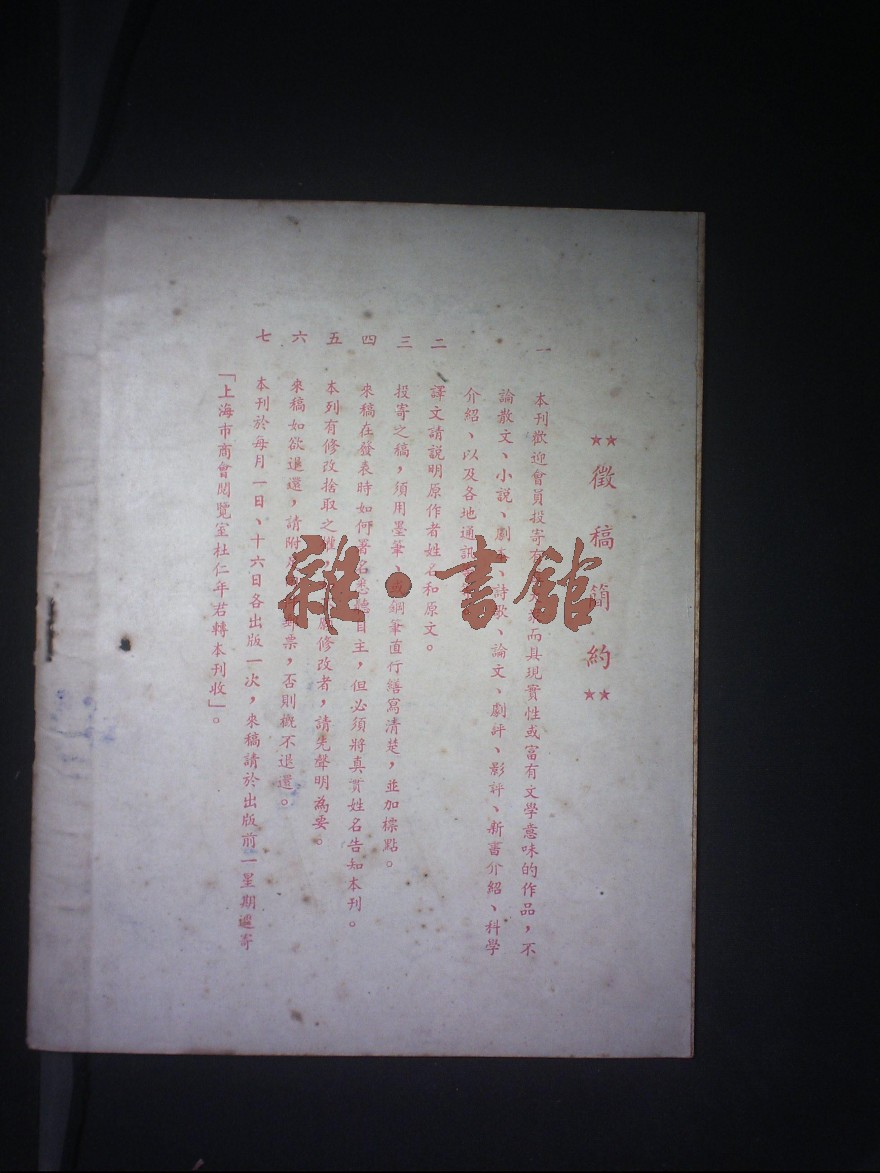 ★★徵稿簡約★★
一 本刊歡迎會員投寄有而具現實性或富有文學意味的作品，不
論散文、小說、劇本、詩歌、論文、劇評、影評、新書介紹、科學
介紹、以及各地通訊
二 譯文請説明原作者姓名和原文。
三 投寄之稿，須用墨筆、或鋼筆直行繕寫清楚，並加標點。
四 來稿在發表時如何署名悉聽自主，但必須將真實姓名告知本刊。
五 本列有修改捨取之權修改者，請先聲明為要。
六 來稿如欲退還，請附郵票，否則概不退還。
七 本刊於每月一日、十六日各出版一次，來稿請於出版前一星期遞寄
「上海市商會閱覽室杜仁年君轉本刊收」。
雜·書館